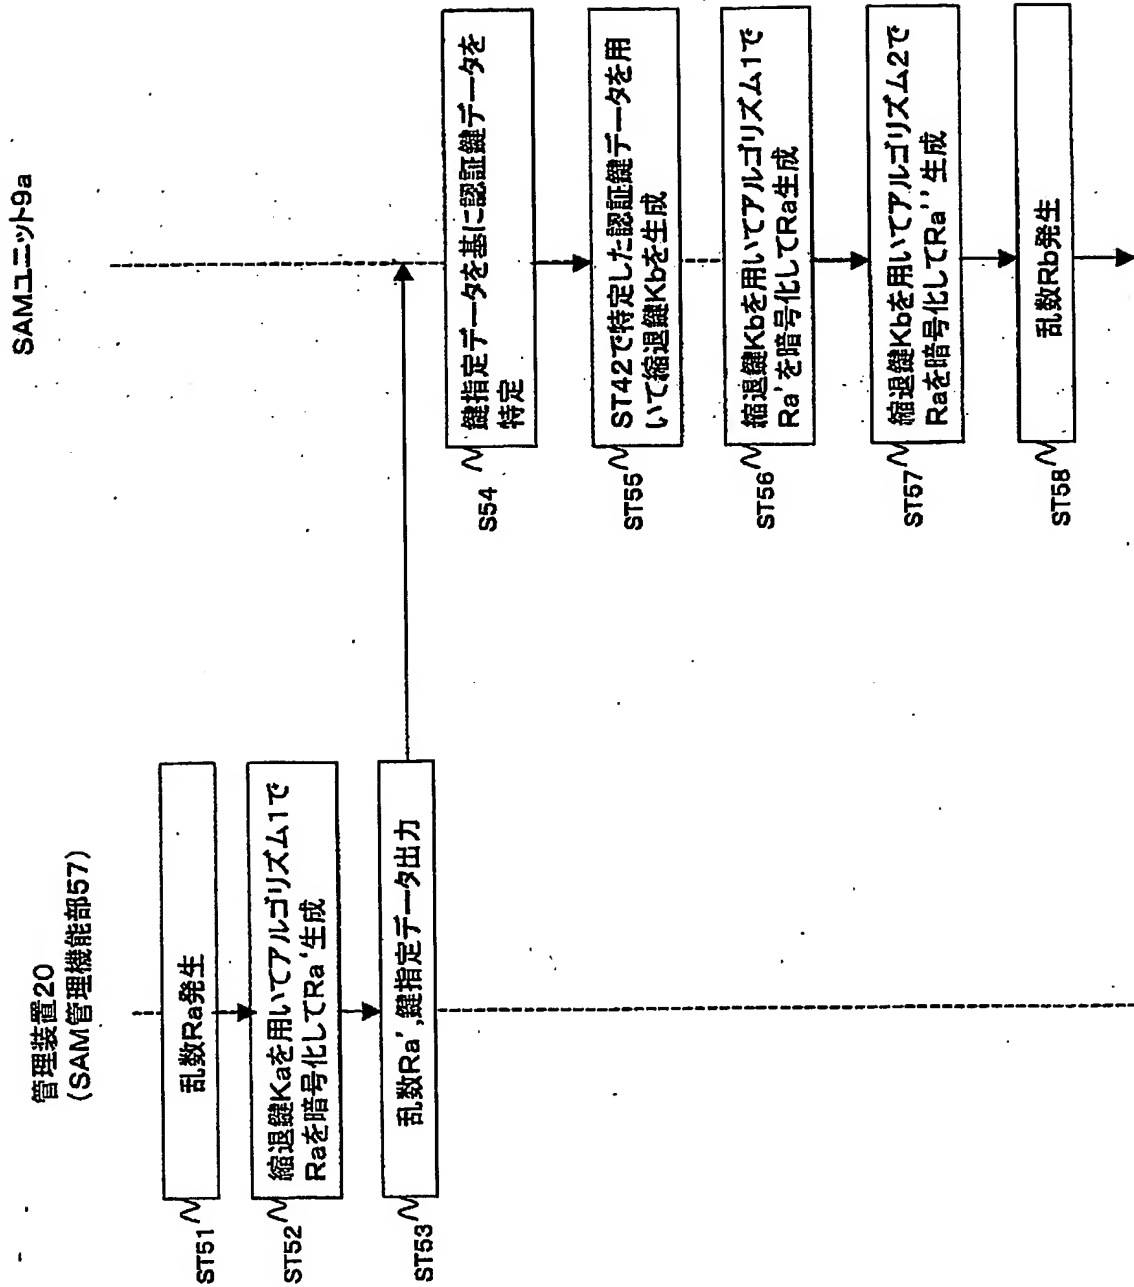 管理装置20
(SAM管理機能部57)
SAMユニット9a
ST51
乱数Ra発生
ST52
縮退鍵Kaを用いてアルゴリズム1で
Raを暗号化してRa'生成
ST53
乱数Ra',鍵指定データ出力
S54
鍵指定データを基に認証鍵データを
特定
ST55
ST42で特定した認証鍵データを用
いて縮退鍵Kbを生成
ST56
縮退鍵Kbを用いてアルゴリズム1で
Ra'を暗号化してRa生成
ST57
縮退鍵Kbを用いてアルゴリズム2で
Raを暗号化してRa''生成
ST58
乱数Rb発生